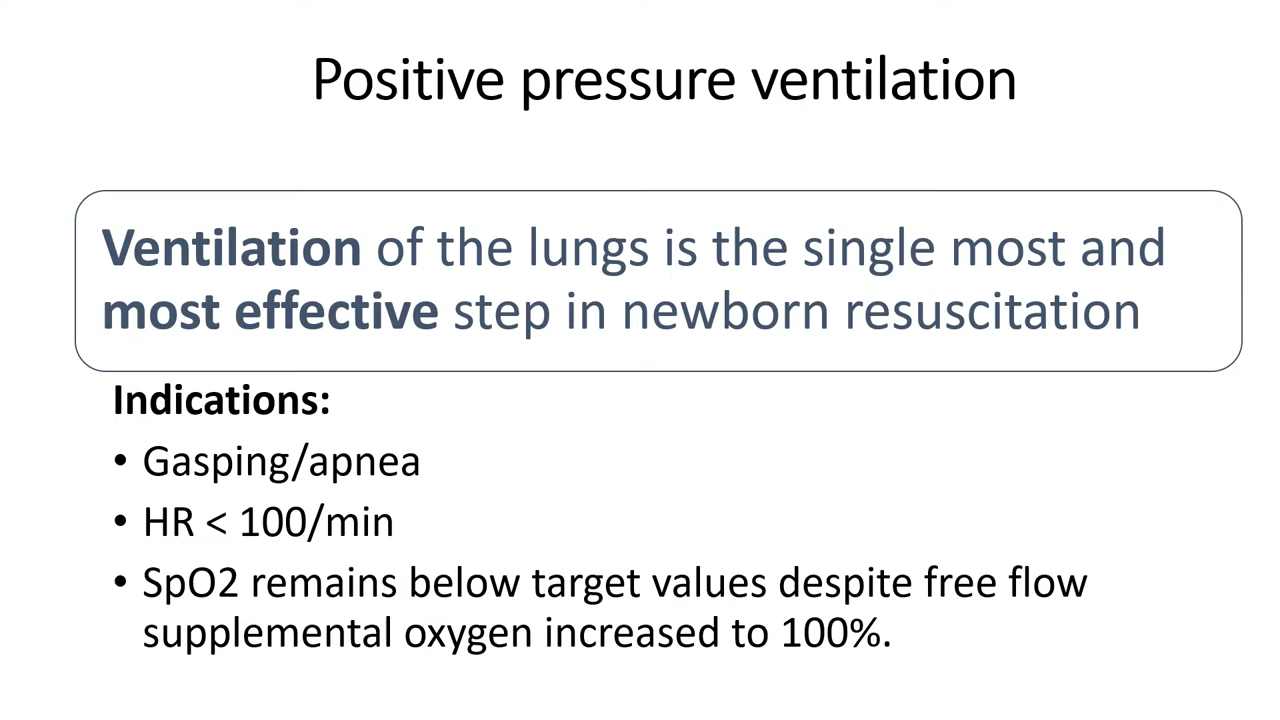 Positive pressure ventilation
Ventilation of the lungs is the single most and
most effective step in newborn resuscitation
Indications:
• Gasping/apnea
• HR < 100/min
• SpO2 remains below target values despite free flow
supplemental oxygen increased to 100%.